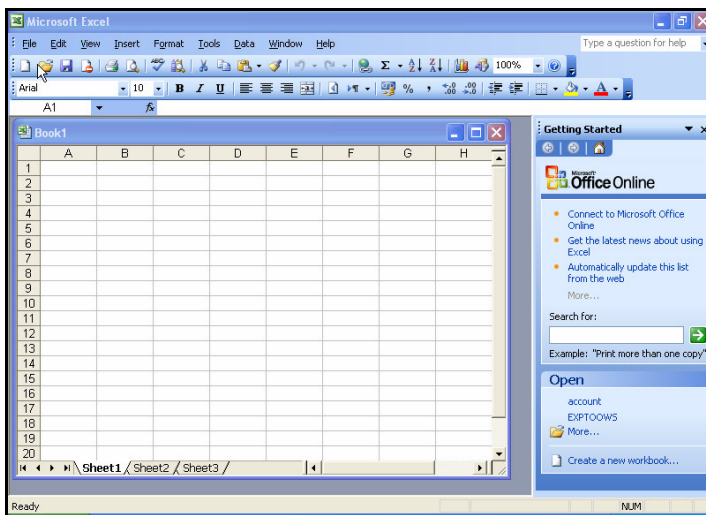 Microsoft Excel
File Edit View Insert Format Tools Data Window Help
Type a question for help
100%
Arial 10 B I U
A1 fx
Book1
Getting Started
A B C D E F G H
1
2
3
4
5
6
7
8
9
10
11
12
13
14
15
16
17
18
19
20
Sheet1 Sheet2 Sheet3
Microsoft
Office Online
Connect to Microsoft Office
Online
Get the latest news about using
Excel
Automatically update this list
from the web
More...
Search for:
Example: "Print more than one copy"
Open
account
EXPTOOWS
More...
Create a new workbook...
Ready NUM